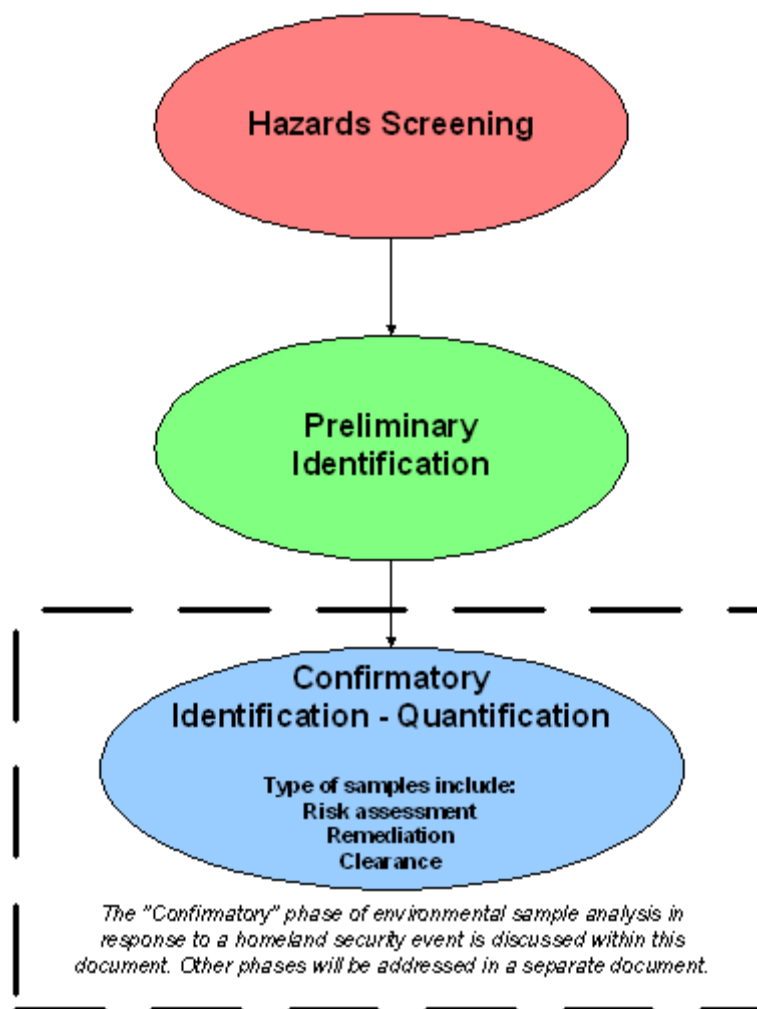 Hazards Screening
Preliminary
Identification
Confirmatory
Identification - Quantification
Type of samples include:
Risk assessment
Remediation
Clearance
The "Confirmatory" phase of environmental sample analysis in
response to a homeland security event is discussed within this
document. Other phases will be addressed in a separate document.